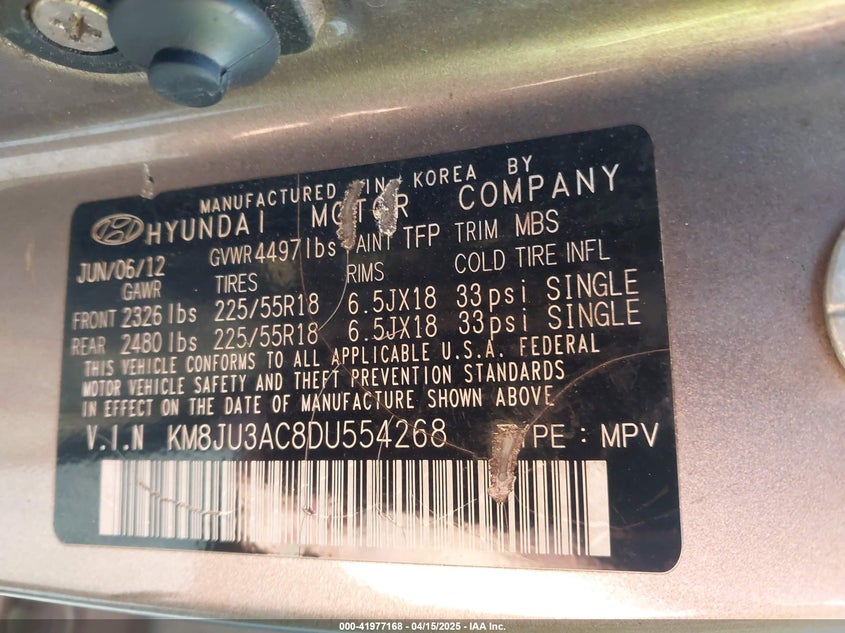 MANUFACTURED IN KOREA BY
HYUNDAI MOTOR COMPANY
JUN/06/12 GVWR 4497lbs PAINT TFP TRIM MBS
GAWR TIRES RIMS COLD TIRE INFL
FRONT 2326 lbs 225/55R18 6.5JX18 33psi SINGLE
REAR 2480 lbs 225/55R18 6.5JX18 33psi SINGLE
THIS VEHICLE CONFORMS TO ALL APPLICABLE U.S.A. FEDERAL
MOTOR VEHICLE SAFETY AND THEFT PREVENTION STANDARDS
IN EFFECT ON THE DATE OF MANUFACTURE SHOWN ABOVE.
V.I.N KM8JU3AC8DU554268 TYPE : MPV
000-41977168 - 04/15/2025 - IAA Inc.